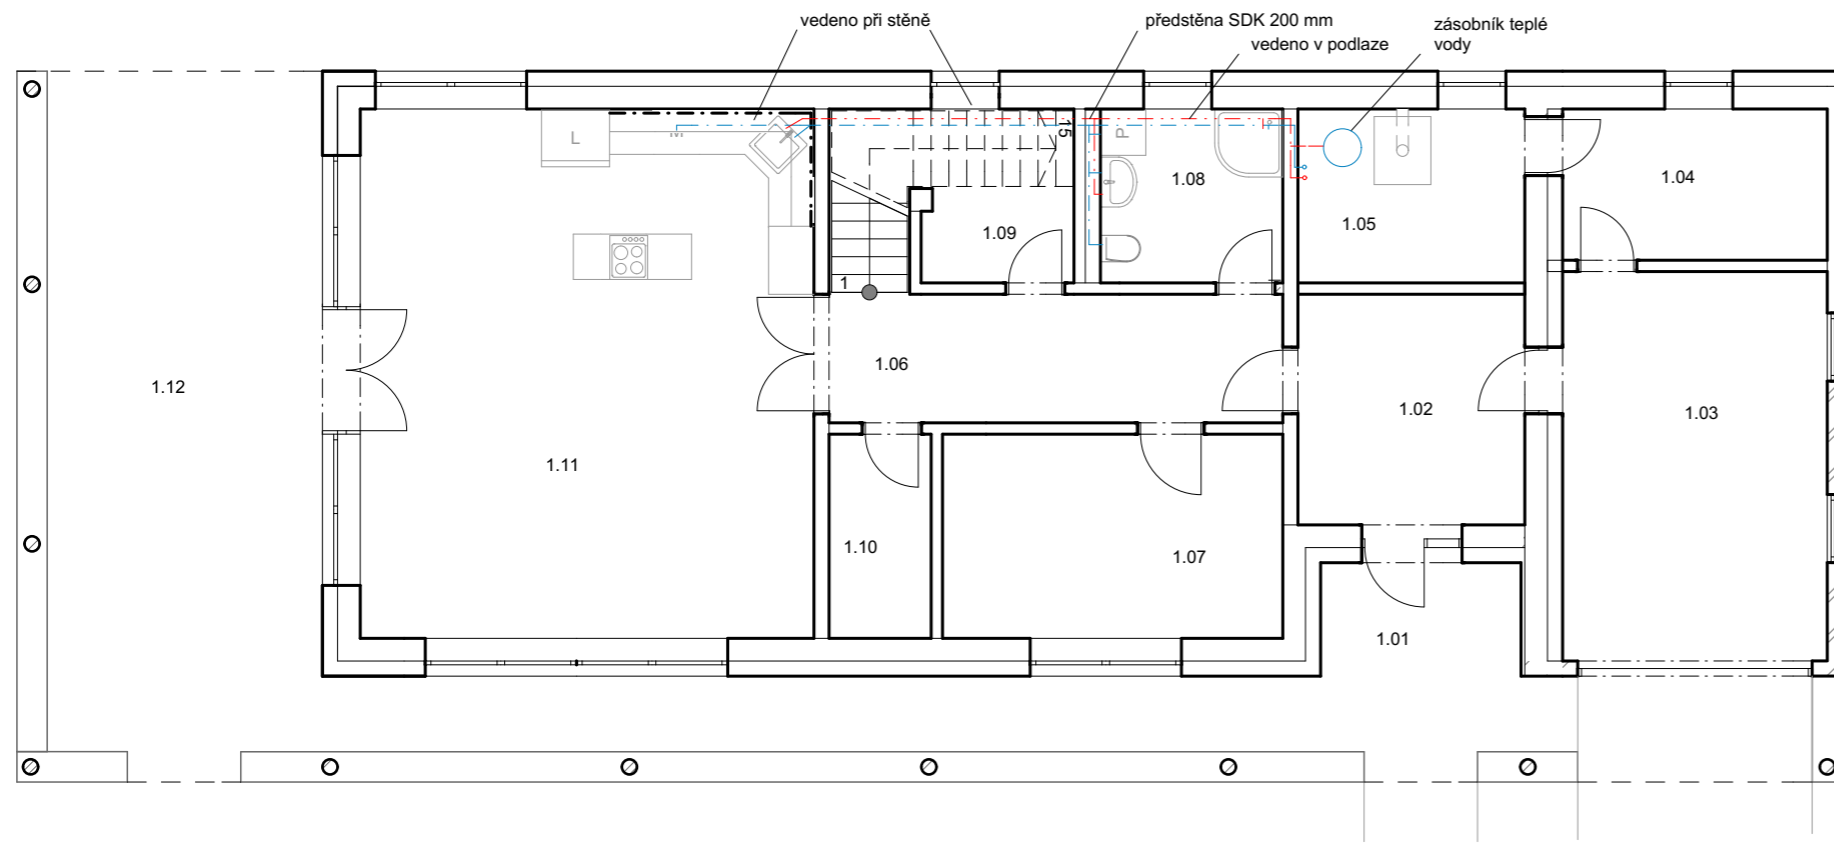 vedeno při stěně
předstěna SDK 200 mm
vedeno v podlaze
zásobník teplé
vody
L
M
15
P
1.08
1.05
1.04
1.09
1
1.06
1.12
1.02
1.03
1.11
1.10
1.07
1.01